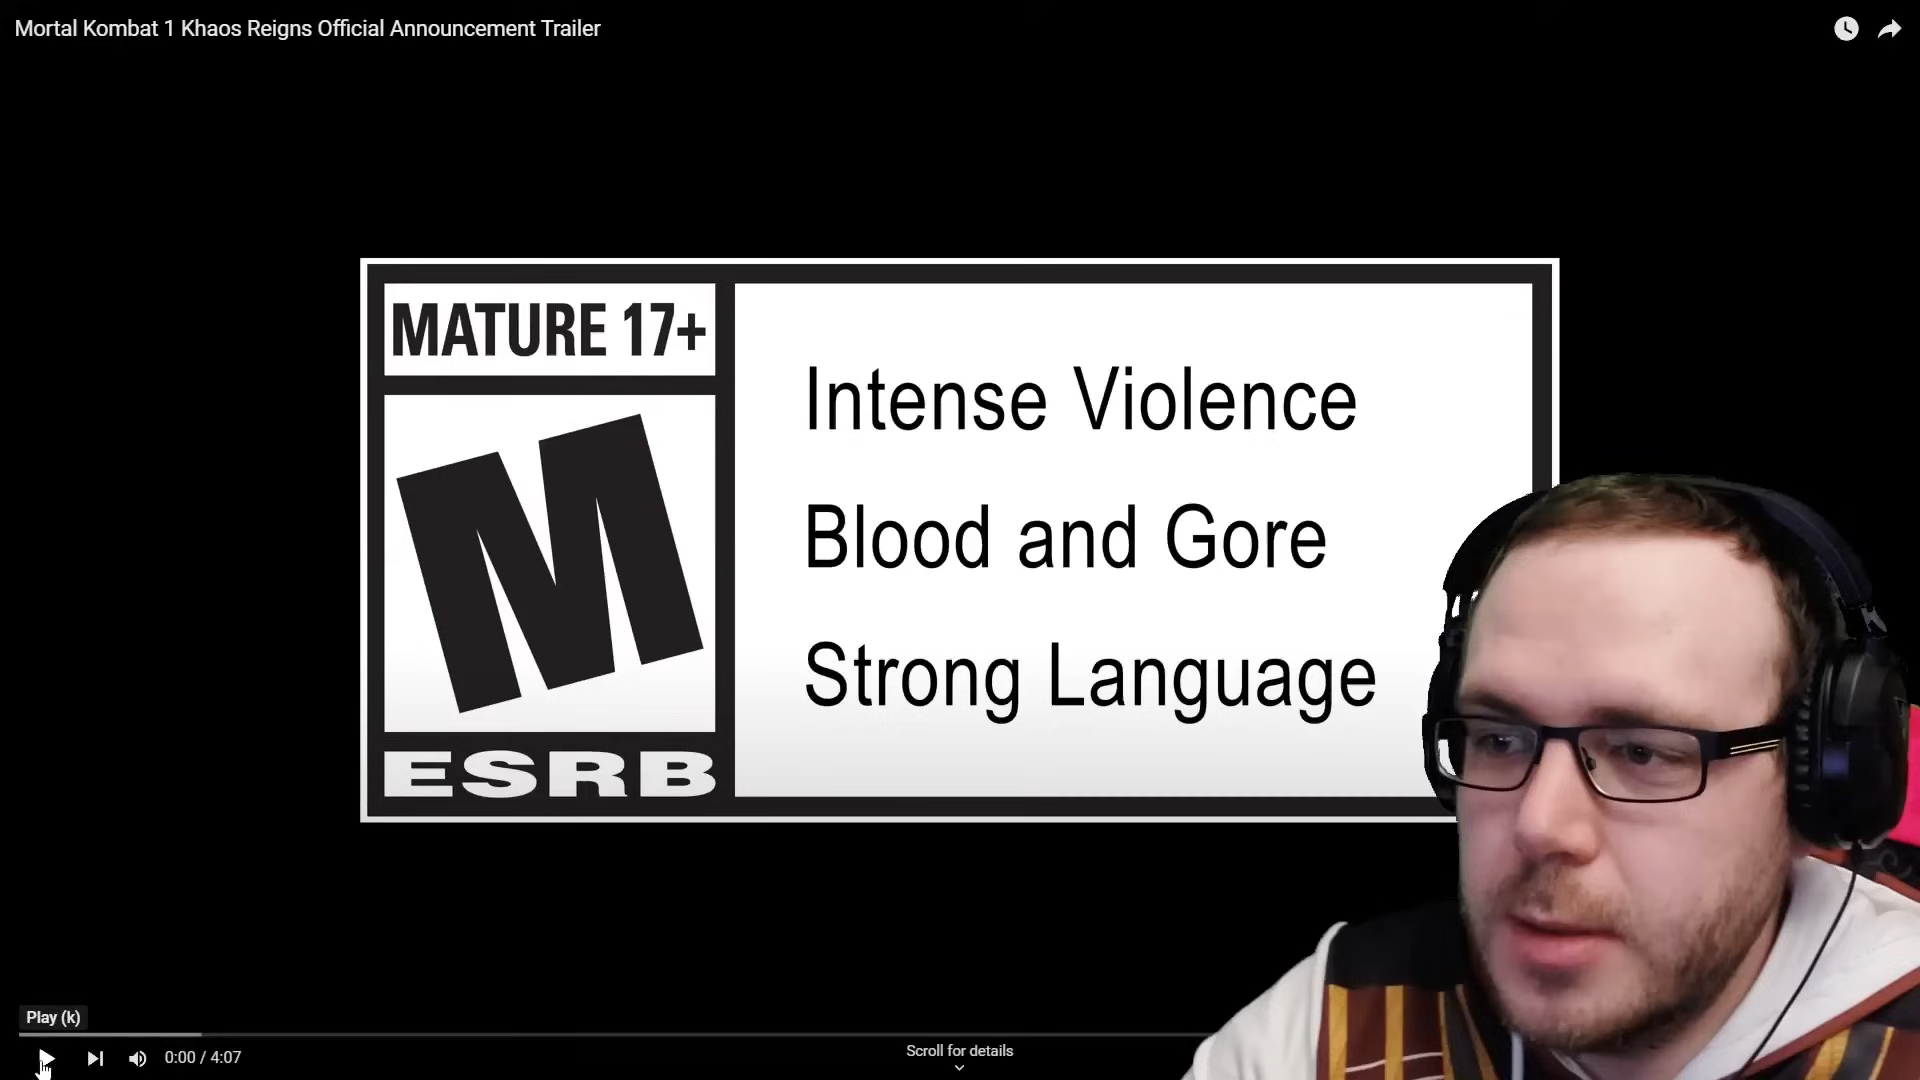 Mortal Kombat 1 Khaos Reigns Official Announcement Trailer
MATURE 17+
M
ESRB
Intense Violence
Blood and Gore
Strong Language
Play (k)
0:00 / 4:07
Scroll for details